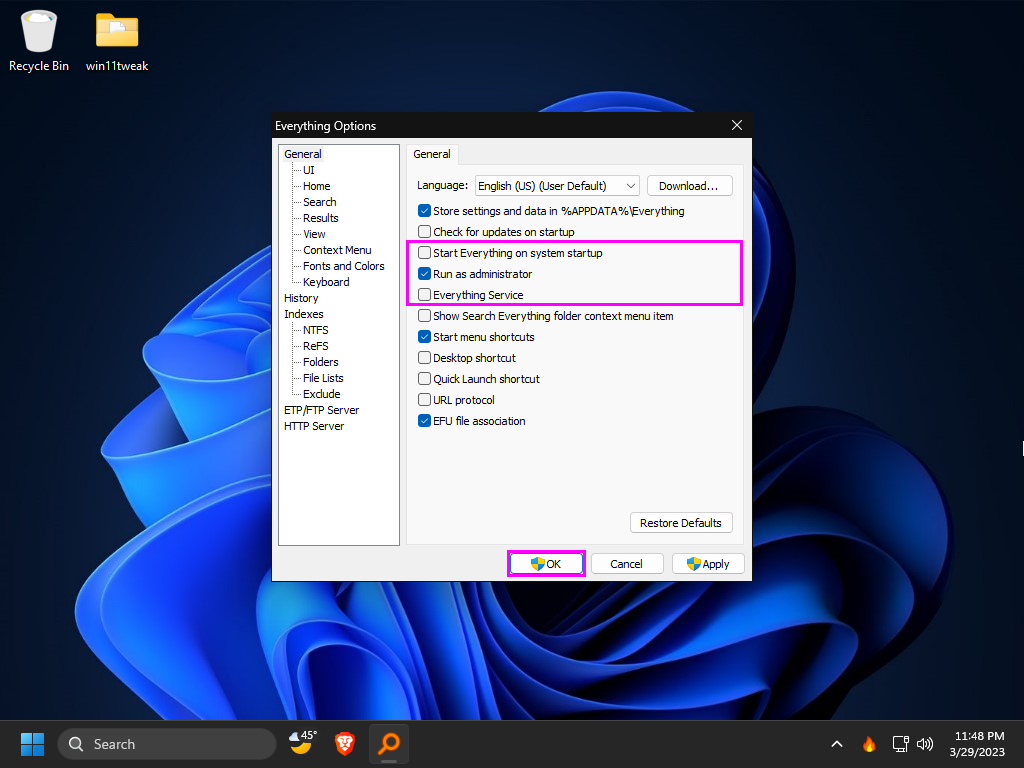 Recycle Bin
win11tweak
Everything Options
General
UI
Home
Search
Results
View
Context Menu
Fonts and Colors
Keyboard
History
Indexes
NTFS
ReFS
Folders
File Lists
Exclude
ETP/FTP Server
HTTP Server
General
Language: English (US) (User Default) Download...
Store settings and data in %APPDATA%\Everything
Check for updates on startup
Start Everything on system startup
Run as administrator
Everything Service
Show Search Everything folder context menu item
Start menu shortcuts
Desktop shortcut
Quick Launch shortcut
URL protocol
EFU file association
Restore Defaults
OK Cancel Apply
Search
45°
11:48 PM
3/29/2023